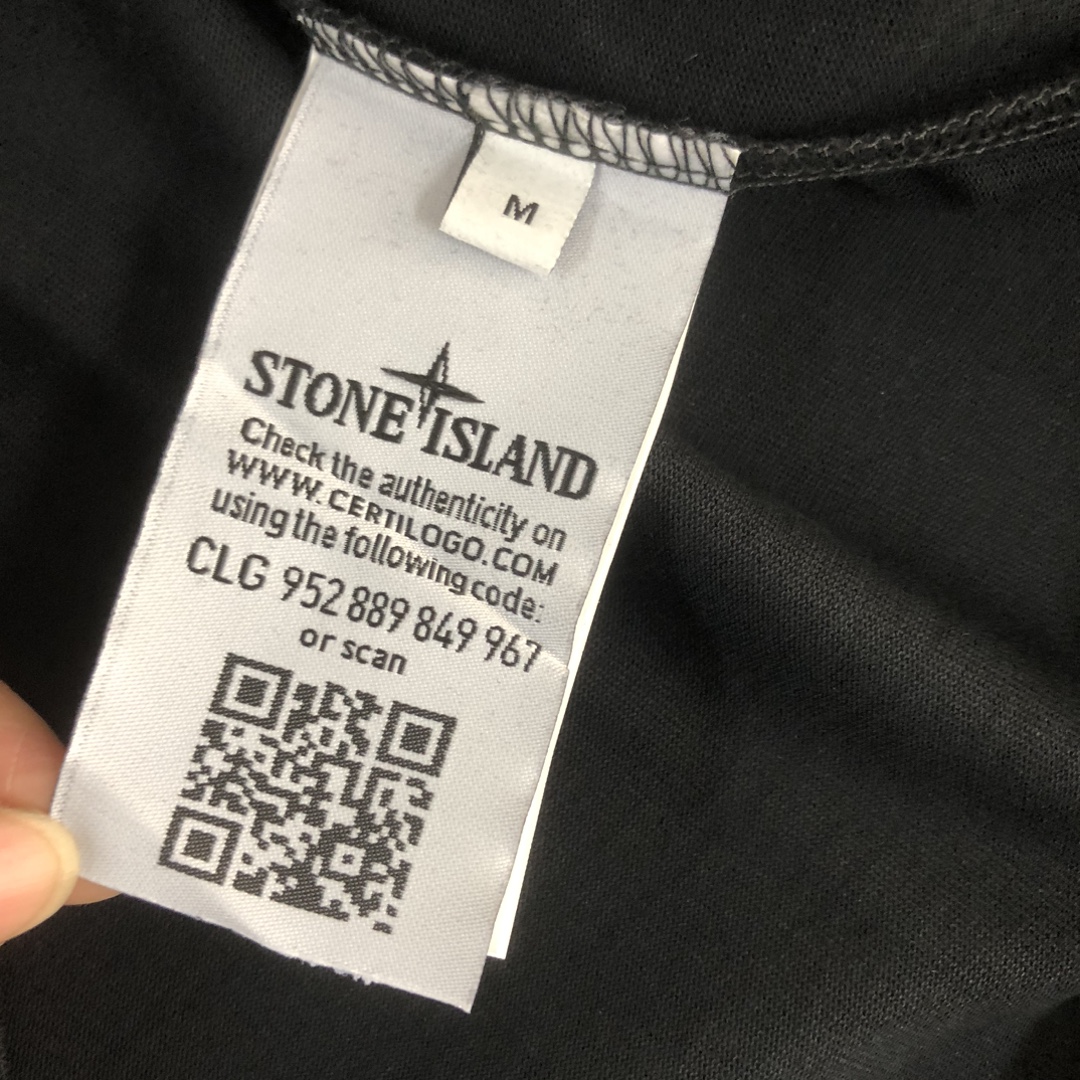 M
STONE ISLAND
Check the authenticity on
WWW.CERTILOGO.COM
using the following code:
CLG 952 889 849 967
or scan